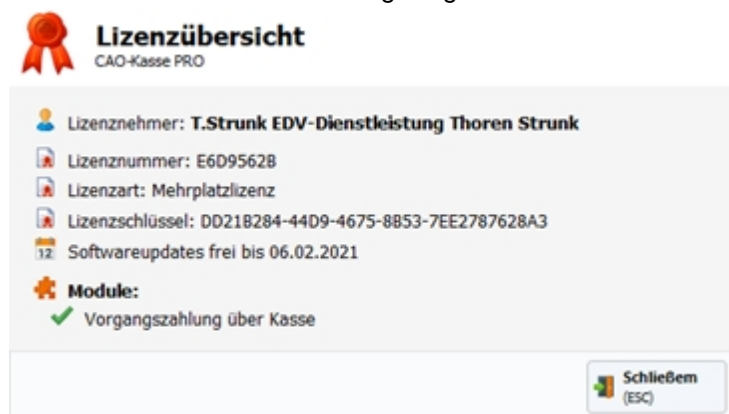 Lizenzübersicht
CAO-Kasse PRO
Lizenznehmer: T.Strunk EDV-Dienstleistung Thoren Strunk
Lizenznummer: E6D9562B
Lizenzart: Mehrplatzlizenz
Lizenzschlüssel: DD21B284-44D9-4675-8B53-7EE2787628A3
12 Softwareupdates frei bis 06.02.2021
Module:
Vorgangszahlung über Kasse
Schließem
(ESC)